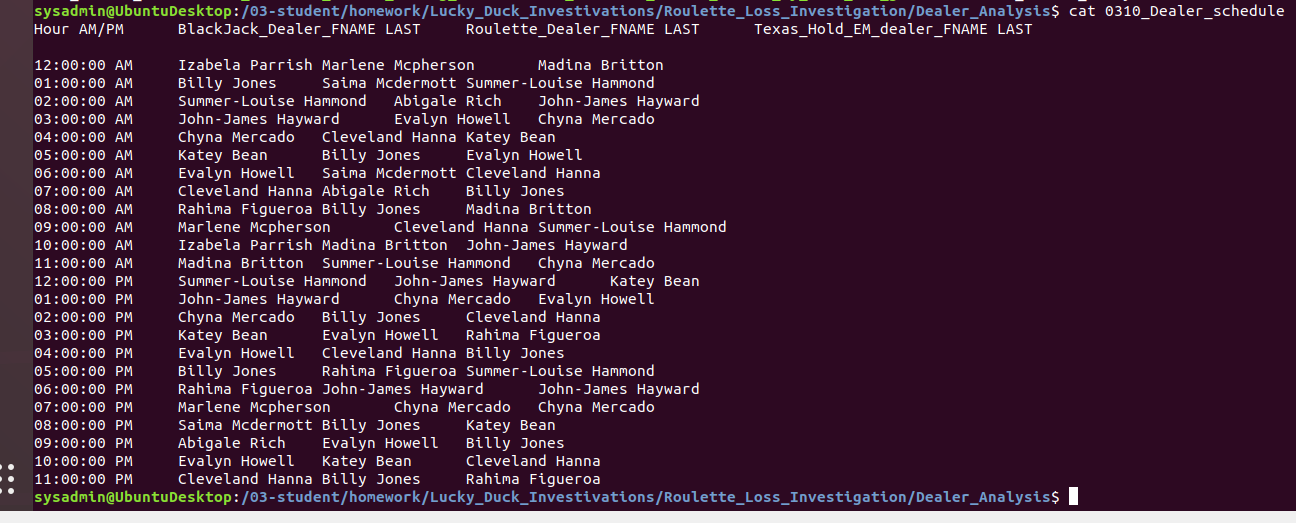 sysadmin@UbuntuDesktop:/03-student/homework/Lucky_Duck_Investivations/Roulette_Loss_Investigation/Dealer_Analysis$ cat 0310_Dealer_schedule
Hour AM/PM BlackJack_Dealer_FNAME LAST Roulette_Dealer_FNAME LAST Texas_Hold_EM_dealer_FNAME LAST
12:00:00 AM Izabela Parrish Marlene Mcpherson Madina Britton
01:00:00 AM Billy Jones Saima Mcdermott Summer-Louise Hammond
02:00:00 AM Summer-Louise Hammond Abigale Rich John-James Hayward
03:00:00 AM John-James Hayward Evalyn Howell Chyna Mercado
04:00:00 AM Chyna Mercado Cleveland Hanna Katey Bean
05:00:00 AM Katey Bean Billy Jones Evalyn Howell
06:00:00 AM Evalyn Howell Saima Mcdermott Cleveland Hanna
07:00:00 AM Cleveland Hanna Abigale Rich Billy Jones
08:00:00 AM Rahima Figueroa Billy Jones Madina Britton
09:00:00 AM Marlene Mcpherson Cleveland Hanna Summer-Louise Hammond
10:00:00 AM Izabela Parrish Madina Britton John-James Hayward
11:00:00 AM Madina Britton Summer-Louise Hammond Chyna Mercado
12:00:00 PM Summer-Louise Hammond John-James Hayward Katey Bean
01:00:00 PM John-James Hayward Chyna Mercado Evalyn Howell
02:00:00 PM Chyna Mercado Billy Jones Cleveland Hanna
03:00:00 PM Katey Bean Evalyn Howell Rahima Figueroa
04:00:00 PM Evalyn Howell Cleveland Hanna Billy Jones
05:00:00 PM Billy Jones Rahima Figueroa Summer-Louise Hammond
06:00:00 PM Rahima Figueroa John-James Hayward John-James Hayward
07:00:00 PM Marlene Mcpherson Chyna Mercado Chyna Mercado
08:00:00 PM Saima Mcdermott Billy Jones Katey Bean
09:00:00 PM Abigale Rich Evalyn Howell Billy Jones
10:00:00 PM Evalyn Howell Katey Bean Cleveland Hanna
11:00:00 PM Cleveland Hanna Billy Jones Rahima Figueroa
sysadmin@UbuntuDesktop:/03-student/homework/Lucky_Duck_Investivations/Roulette_Loss_Investigation/Dealer_Analysis$